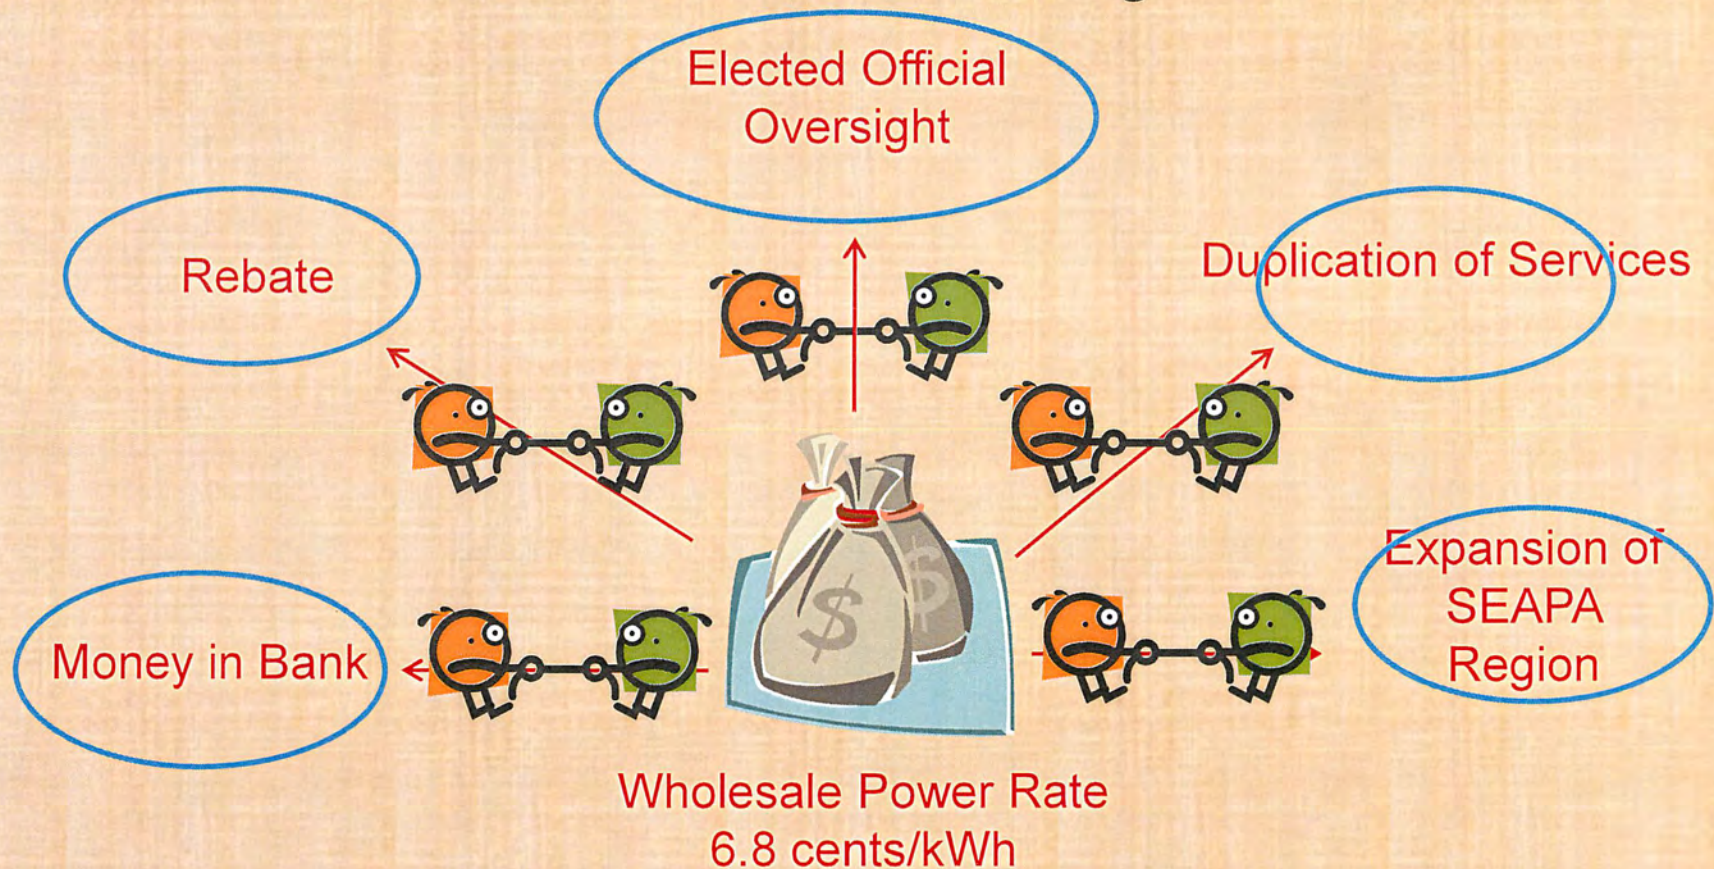 Elected Official
Oversight
Rebate
Duplication of Services
Expansion of
SEAPA
Region
Money in Bank
$
$
Wholesale Power Rate
6.8 cents/kWh